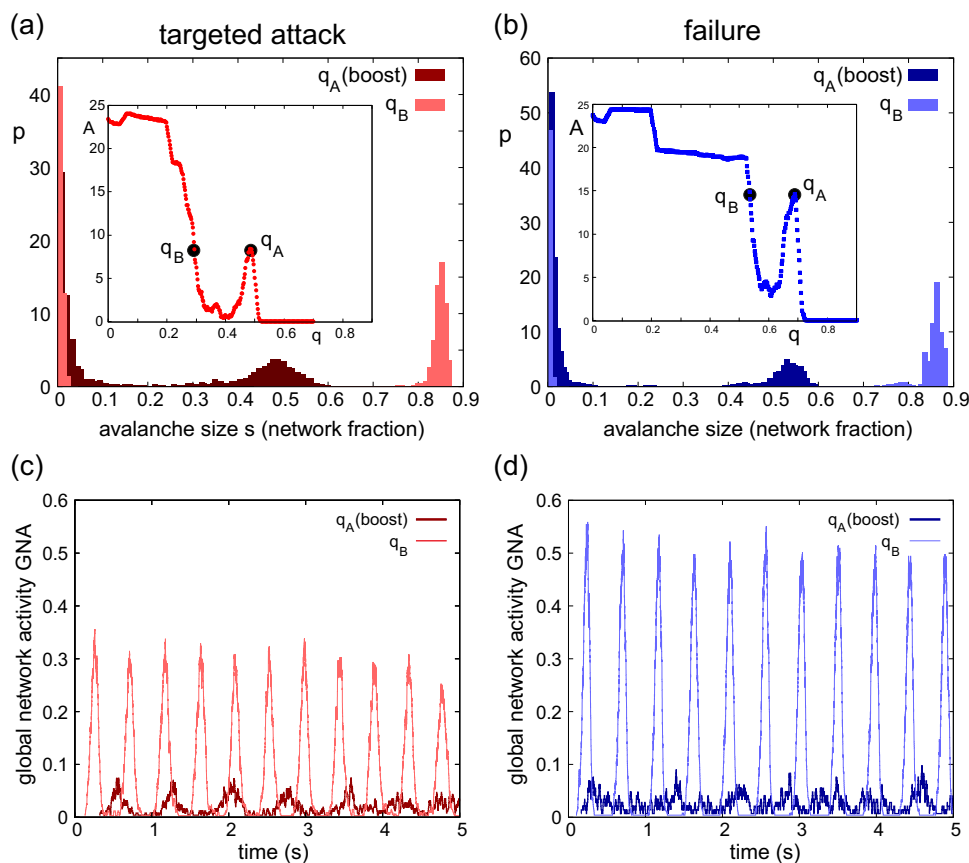 (a)
targeted attack
(b)
failure
p
40
30
20
10
0
0 0.1 0.2 0.3 0.4 0.5 0.6 0.7 0.8 0.9
avalanche size s (network fraction)
qA(boost)
qB
A
25
20
15
10
5
0
0 0.2 0.4 0.6 0.8
q
qB
qA
p
60
50
40
30
20
10
0
0 0.1 0.2 0.3 0.4 0.5 0.6 0.7 0.8 0.9
avalanche size (network fraction)
qA(boost)
qB
A
25
20
15
10
5
0
0 0.2 0.4 0.6 0.8
q
qB
qA
(c)
global network activity GNA
0.6
0.5
0.4
0.3
0.2
0.1
0
0 1 2 3 4 5
time (s)
qA(boost)
qB
(d)
global network activity GNA
0.6
0.5
0.4
0.3
0.2
0.1
0
0 1 2 3 4 5
time (s)
qA(boost)
qB